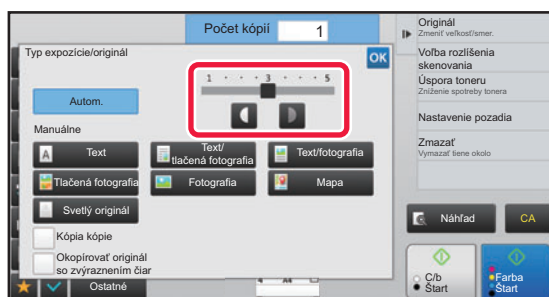 Počet kópií 1
Typ expozície/originál
OK
1 · · · 3 · · · 5
Autom.
Manuálne
Text
Text/
tlačená fotografia
Text/fotografia
Tlačená fotografia
Fotografia
Mapa
Svetlý originál
Kópia kópie
Okopírovať originál
so zvýraznením čiar
Ostatné
A4
Originál
Zmeniť veľkosť/smer.
Voľba rozlíšenia
skenovania
Úspora toneru
Zníženie spotreby tonera
Nastavenie pozadia
Zmazať
Vymazať tiene okolo
Náhľad
CA
C/b
Štart
Farba
Štart